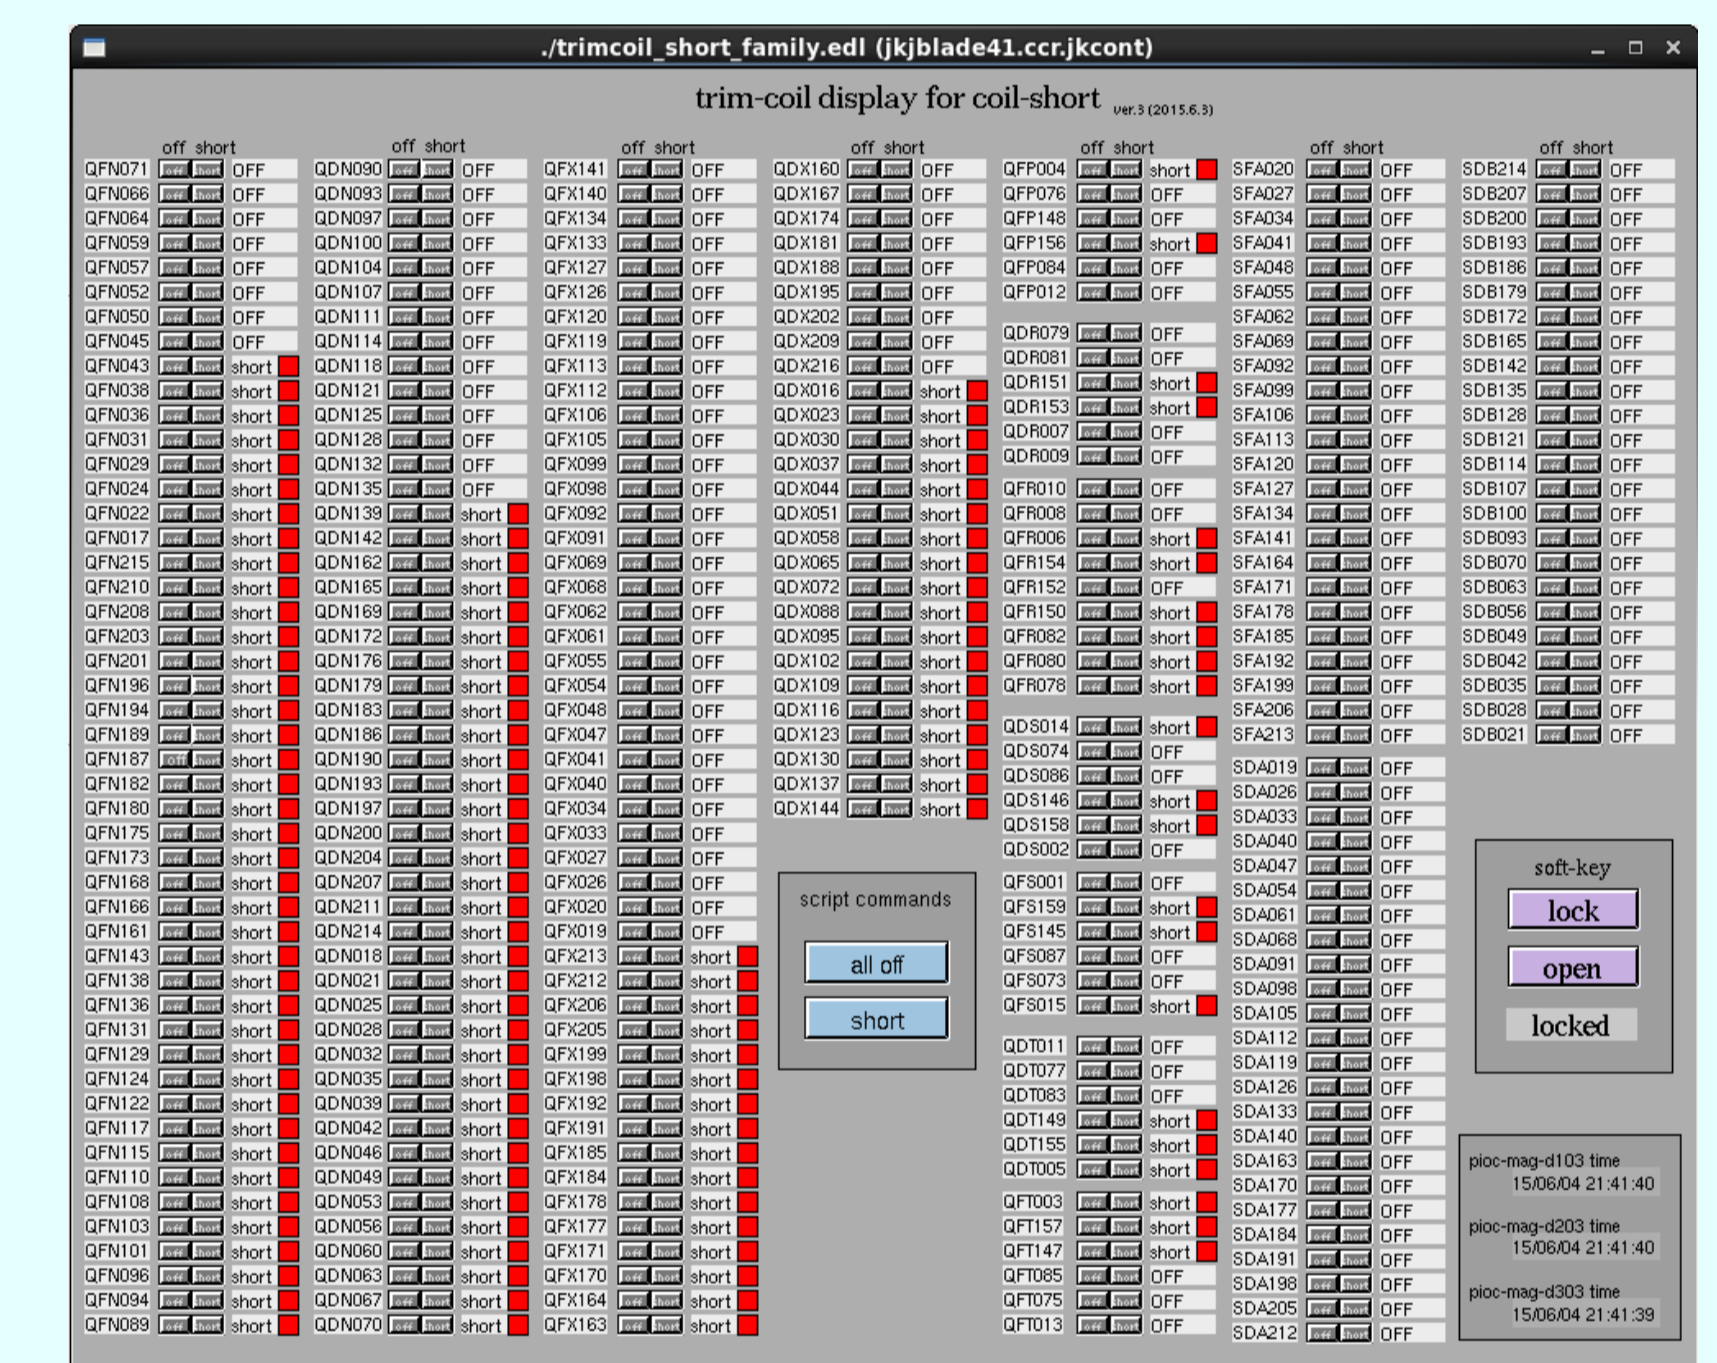 ./trimcoil_short_family.edl (jkjblade41.ccr.jkcont)
trim-coil display for coil-short ver.3 (2015.6.3)
off short
QFN071 OFF
QFN066 OFF
QFN064 OFF
QFN059 OFF
QFN057 OFF
QFN052 OFF
QFN050 OFF
QFN045 OFF
QFN043 short
QFN038 short
QFN036 short
QFN031 short
QFN029 short
QFN024 short
QFN022 short
QFN017 short
QFN215 short
QFN210 short
QFN208 short
QFN203 short
QFN201 short
QFN196 short
QFN194 short
QFN189 short
QFN187 short
QFN182 short
QFN180 short
QFN175 short
QFN173 short
QFN168 short
QFN166 short
QFN161 short
QFN143 short
QFN138 short
QFN136 short
QFN131 short
QFN129 short
QFN124 short
QFN122 short
QFN117 short
QFN115 short
QFN110 short
QFN108 short
QFN103 short
QFN101 short
QFN096 short
QFN094 short
QFN089 short
off short
QDN090 OFF
QDN093 OFF
QDN097 OFF
QDN100 OFF
QDN104 OFF
QDN107 OFF
QDN111 OFF
QDN114 OFF
QDN118 OFF
QDN121 OFF
QDN125 OFF
QDN128 OFF
QDN132 OFF
QDN135 OFF
QDN139 short
QDN142 short
QDN162 short
QDN165 short
QDN169 short
QDN172 short
QDN176 short
QDN179 short
QDN183 short
QDN186 short
QDN190 short
QDN193 short
QDN197 short
QDN200 short
QDN204 short
QDN207 short
QDN211 short
QDN214 short
QDN018 short
QDN021 short
QDN025 short
QDN028 short
QDN032 short
QDN035 short
QDN039 short
QDN042 short
QDN046 short
QDN049 short
QDN053 short
QDN056 short
QDN060 short
QDN063 short
QDN067 short
QDN070 short
off short
QFX141 OFF
QFX140 OFF
QFX134 OFF
QFX133 OFF
QFX127 OFF
QFX126 OFF
QFX120 OFF
QFX119 OFF
QFX113 OFF
QFX112 OFF
QFX106 OFF
QFX105 OFF
QFX099 OFF
QFX098 OFF
QFX092 OFF
QFX091 OFF
QFX069 OFF
QFX068 OFF
QFX062 OFF
QFX061 OFF
QFX055 OFF
QFX054 OFF
QFX048 OFF
QFX047 OFF
QFX041 OFF
QFX040 OFF
QFX034 OFF
QFX033 OFF
QFX027 OFF
QFX026 OFF
QFX020 OFF
QFX019 OFF
QFX213 short
QFX212 short
QFX206 short
QFX205 short
QFX199 short
QFX198 short
QFX192 short
QFX191 short
QFX185 short
QFX184 short
QFX178 short
QFX177 short
QFX171 short
QFX170 short
QFX164 short
QFX163 short
off short
QDX160 OFF
QDX167 OFF
QDX174 OFF
QDX181 OFF
QDX188 OFF
QDX195 OFF
QDX202 OFF
QDX209 OFF
QDX216 OFF
QDX016 short
QDX023 short
QDX030 short
QDX037 short
QDX044 short
QDX051 short
QDX058 short
QDX065 short
QDX072 short
QDX088 short
QDX095 short
QDX102 short
QDX109 short
QDX116 short
QDX123 short
QDX130 short
QDX137 short
QDX144 short
script commands
all off
short
off short
QFP004 short
QFP076 OFF
QFP148 OFF
QFP156 short
QFP084 OFF
QFP012 OFF
QDR079 OFF
QDR081 OFF
QDR151 short
QDR153 short
QDR007 OFF
QDR009 OFF
QFR010 OFF
QFR008 OFF
QFR006 short
QFR154 short
QFR152 OFF
QFR150 short
QFR082 short
QFR080 short
QFR078 short
QDS014 short
QDS074 OFF
QDS086 OFF
QDS146 short
QDS158 short
QDS002 OFF
QFS001 OFF
QFS159 short
QFS145 short
QFS087 OFF
QFS073 OFF
QFS015 short
QDT011 OFF
QDT077 OFF
QDT083 OFF
QDT149 short
QDT155 short
QDT005 short
QFT003 short
QFT157 short
QFT147 short
QFT085 OFF
QFT075 OFF
QFT013 OFF
off short
SFA020 OFF
SFA027 OFF
SFA034 OFF
SFA041 OFF
SFA048 OFF
SFA055 OFF
SFA062 OFF
SFA069 OFF
SFA092 OFF
SFA099 OFF
SFA106 OFF
SFA113 OFF
SFA120 OFF
SFA127 OFF
SFA134 OFF
SFA141 OFF
SFA164 OFF
SFA171 OFF
SFA178 OFF
SFA185 OFF
SFA192 OFF
SFA199 OFF
SFA206 OFF
SFA213 OFF
SDA019 OFF
SDA026 OFF
SDA033 OFF
SDA040 OFF
SDA047 OFF
SDA054 OFF
SDA061 OFF
SDA068 OFF
SDA091 OFF
SDA098 OFF
SDA105 OFF
SDA112 OFF
SDA119 OFF
SDA126 OFF
SDA133 OFF
SDA140 OFF
SDA163 OFF
SDA170 OFF
SDA177 OFF
SDA184 OFF
SDA191 OFF
SDA198 OFF
SDA205 OFF
SDA212 OFF
off short
SDB214 OFF
SDB207 OFF
SDB200 OFF
SDB193 OFF
SDB186 OFF
SDB179 OFF
SDB172 OFF
SDB165 OFF
SDB142 OFF
SDB135 OFF
SDB128 OFF
SDB121 OFF
SDB114 OFF
SDB107 OFF
SDB100 OFF
SDB093 OFF
SDB070 OFF
SDB063 OFF
SDB056 OFF
SDB049 OFF
SDB042 OFF
SDB035 OFF
SDB028 OFF
SDB021 OFF
soft-key
lock
open
locked
pioc-mag-d103 time
15/06/04 21:41:40
pioc-mag-d203 time
15/06/04 21:41:40
pioc-mag-d303 time
15/06/04 21:41:39